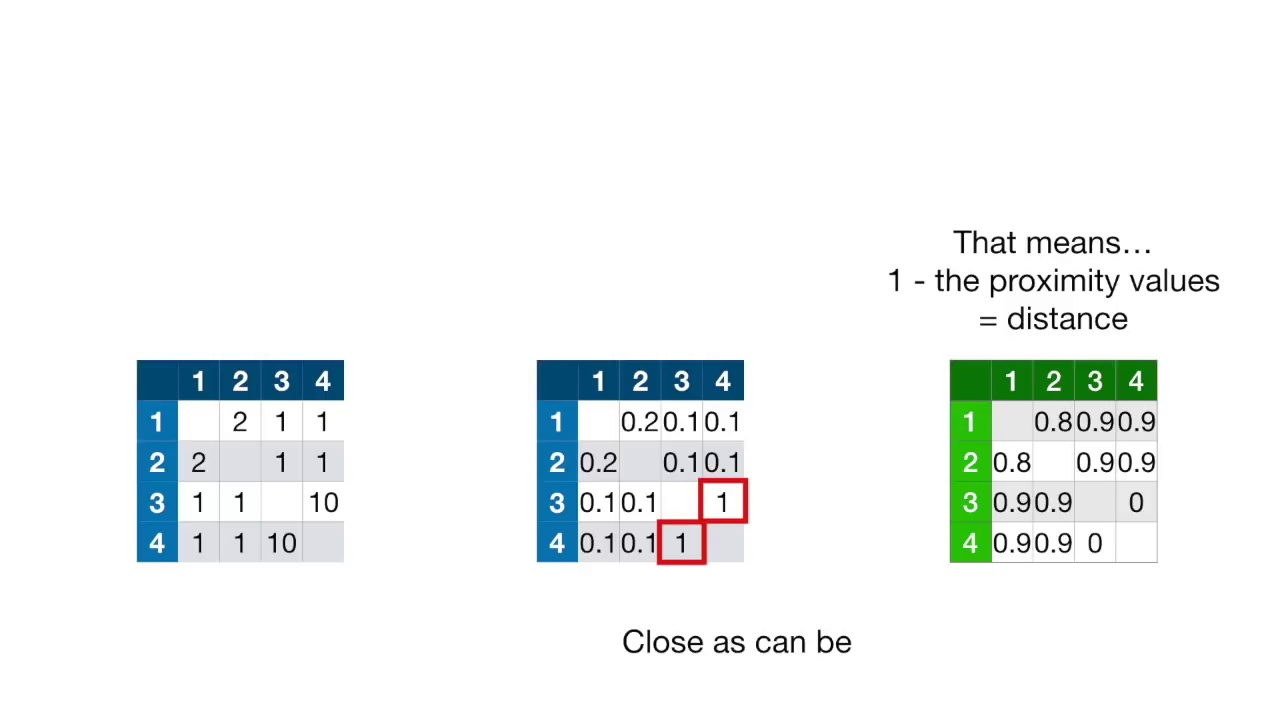 That means…
1 - the proximity values
= distance
1 2 3 4
1 2 1 1
2 2 1 1
3 1 1 10
4 1 1 10
1 2 3 4
1 0.2 0.1 0.1
2 0.2 0.1 0.1
3 0.1 0.1 1
4 0.1 0.1 1
1 2 3 4
1 0.8 0.9 0.9
2 0.8 0.9 0.9
3 0.9 0.9 0
4 0.9 0.9 0
Close as can be